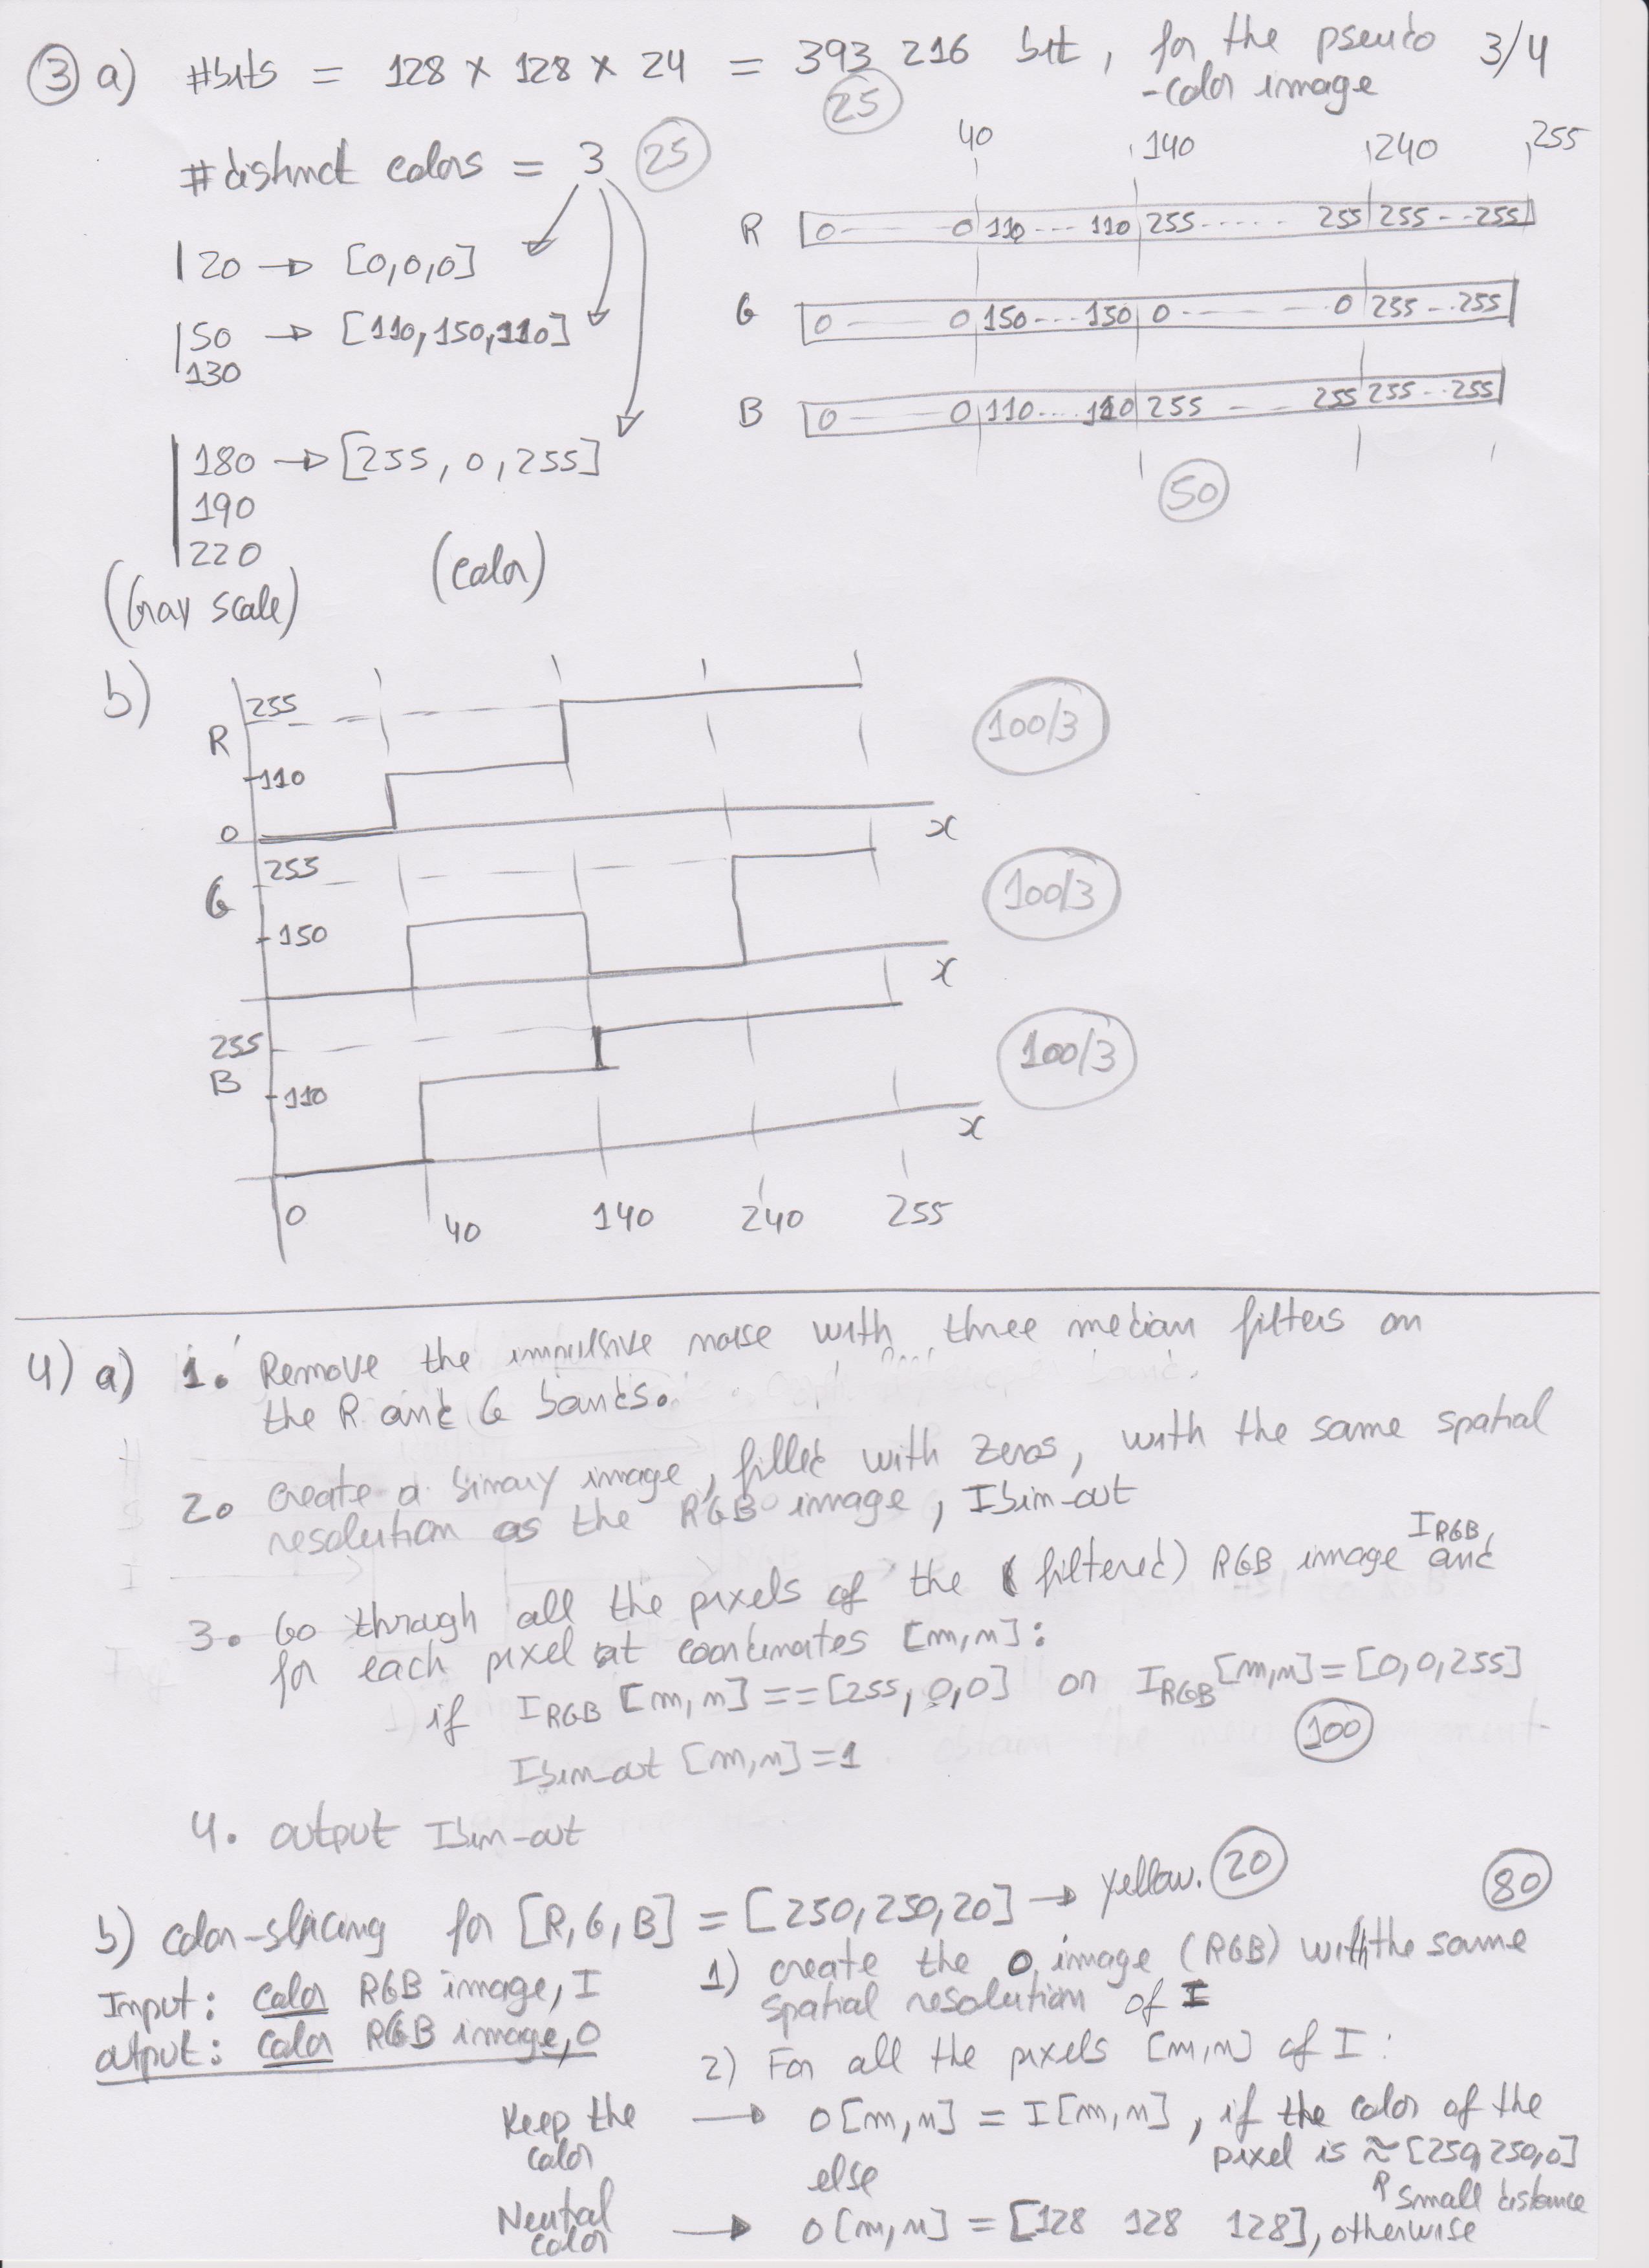 3 a) #bits = 128 × 128 × 24 = 393 216 bit, for the pseuco 3/4
-color image
25
#distinct colors = 3 25
40 140 240 255
R 0 — 0 110 ... 110 255 ..... 255 255 -- 255
120 → [0,0,0]
G 0 — 0 150 ... 150 0 — — 0 255 -.. 255
50 → [110,150,110]
130
B 0 — 0 110 .... 110 255 — — 255 255 .. 255
180 → [255, 0, 255]
190
50
220
(Gray scale) (color)
b)
255
R
110
0
x
100/3
255
G
150
x
100/3
255
B
110
x
100/3
0 40 140 240 255
4) a) 1. Remove the impulsive noise with three median filters on
the R and G bands.
2. create a binary image, filled with zeros, with the same spatial
resolution as the RGB image, Ibin-out
3. Go through all the pixels of the (filtered) RGB image IRGB, and
for each pixel at coordinates [m,n]:
if IRGB [m,n] == [255, 0,0] or IRGB[m,n] = [0,0,255]
100
Ibin-out [m,n] = 1
4. output Ibin-out
b) color-slicing for [R,G,B] = [250,250,20] → yellow. 20 80
Input: color RGB image, I
output: color RGB image, O
1) create the O image (RGB) with the same
spatial resolution of I
2) For all the pixels [m,n] of I:
Keep the color → O[m,n] = I[m,n], if the color of the
pixel is ≈ [250,250,0]
small distance
else
Neutal color → O[m,n] = [128 128 128], otherwise